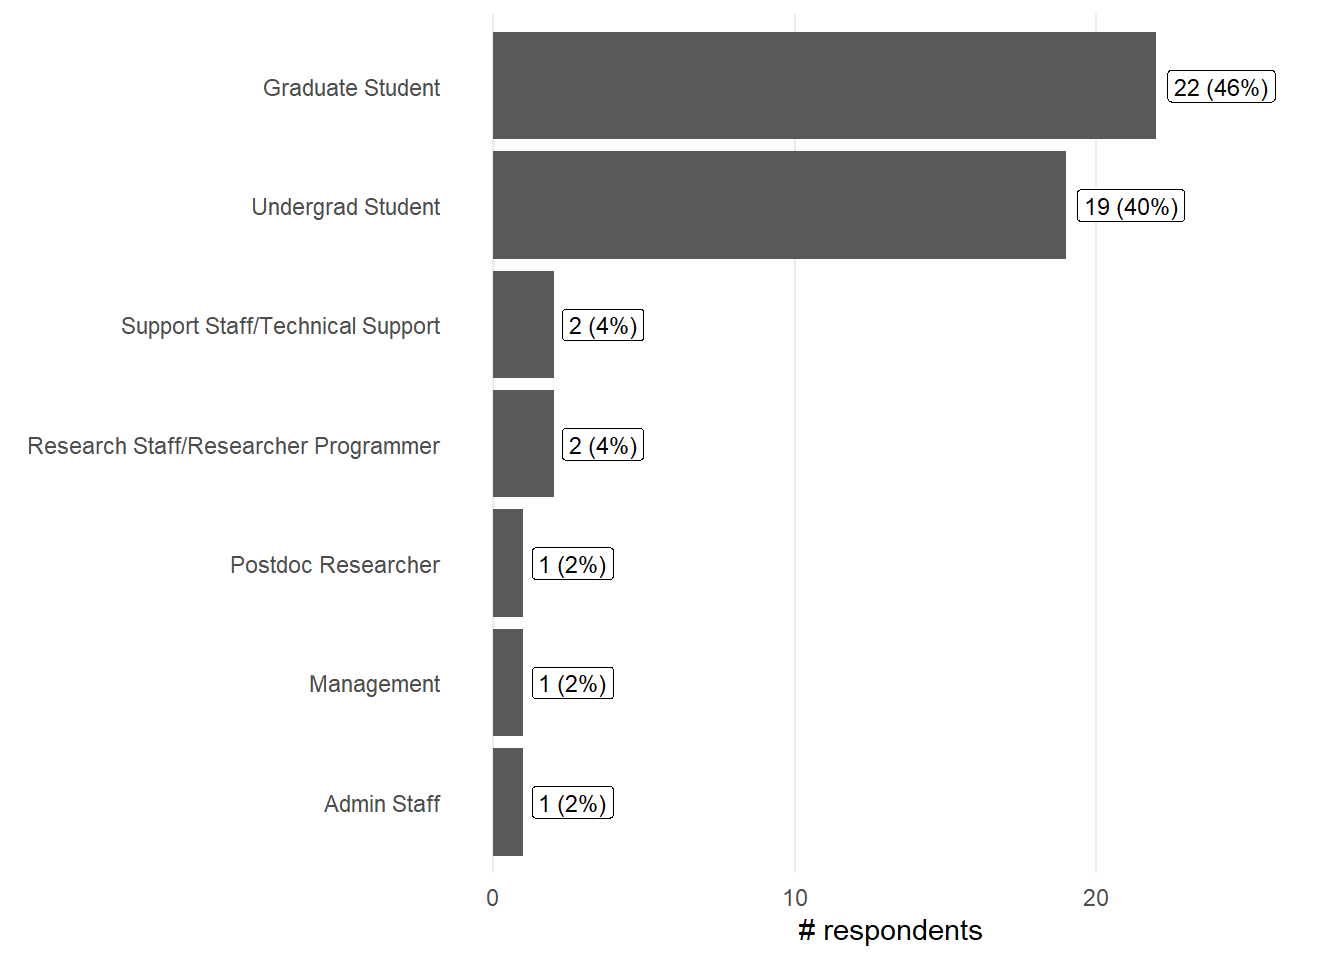 Graduate Student
22 (46%)
Undergrad Student
19 (40%)
Support Staff/Technical Support
2 (4%)
Research Staff/Researcher Programmer
2 (4%)
Postdoc Researcher
1 (2%)
Management
1 (2%)
Admin Staff
1 (2%)
0 10 20
# respondents